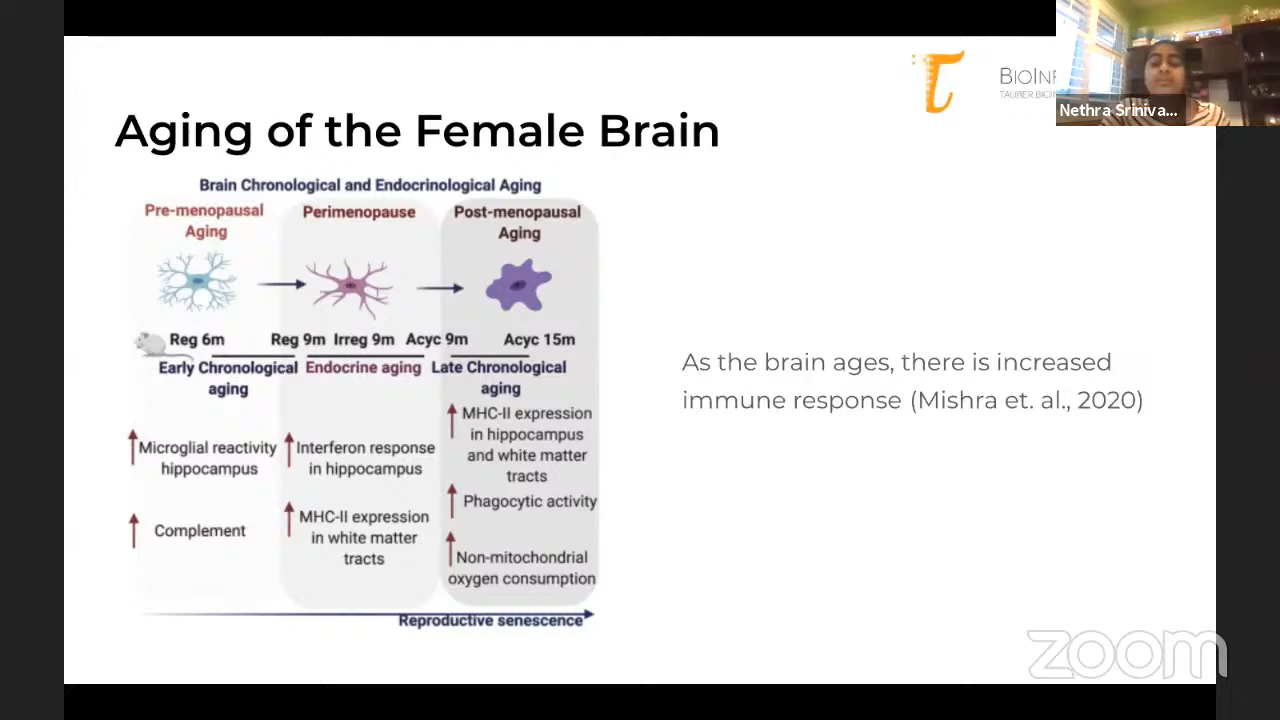 BIOINF
TAUBER BIOI
Nethra Sriniva...
Aging of the Female Brain
Brain Chronological and Endocrinological Aging
Pre-menopausal
Aging
Perimenopause
Post-menopausal
Aging
Reg 6m
Reg 9m Irreg 9m Acyc 9m
Acyc 15m
Early Chronological
aging
Endocrine aging
Late Chronological
aging
Microglial reactivity
hippocampus
Complement
Interferon response
in hippocampus
MHC-II expression
in white matter
tracts
MHC-II expression
in hippocampus
and white matter
tracts
Phagocytic activity
Non-mitochondrial
oxygen consumption
Reproductive senescence
As the brain ages, there is increased
immune response (Mishra et. al., 2020)
zoom